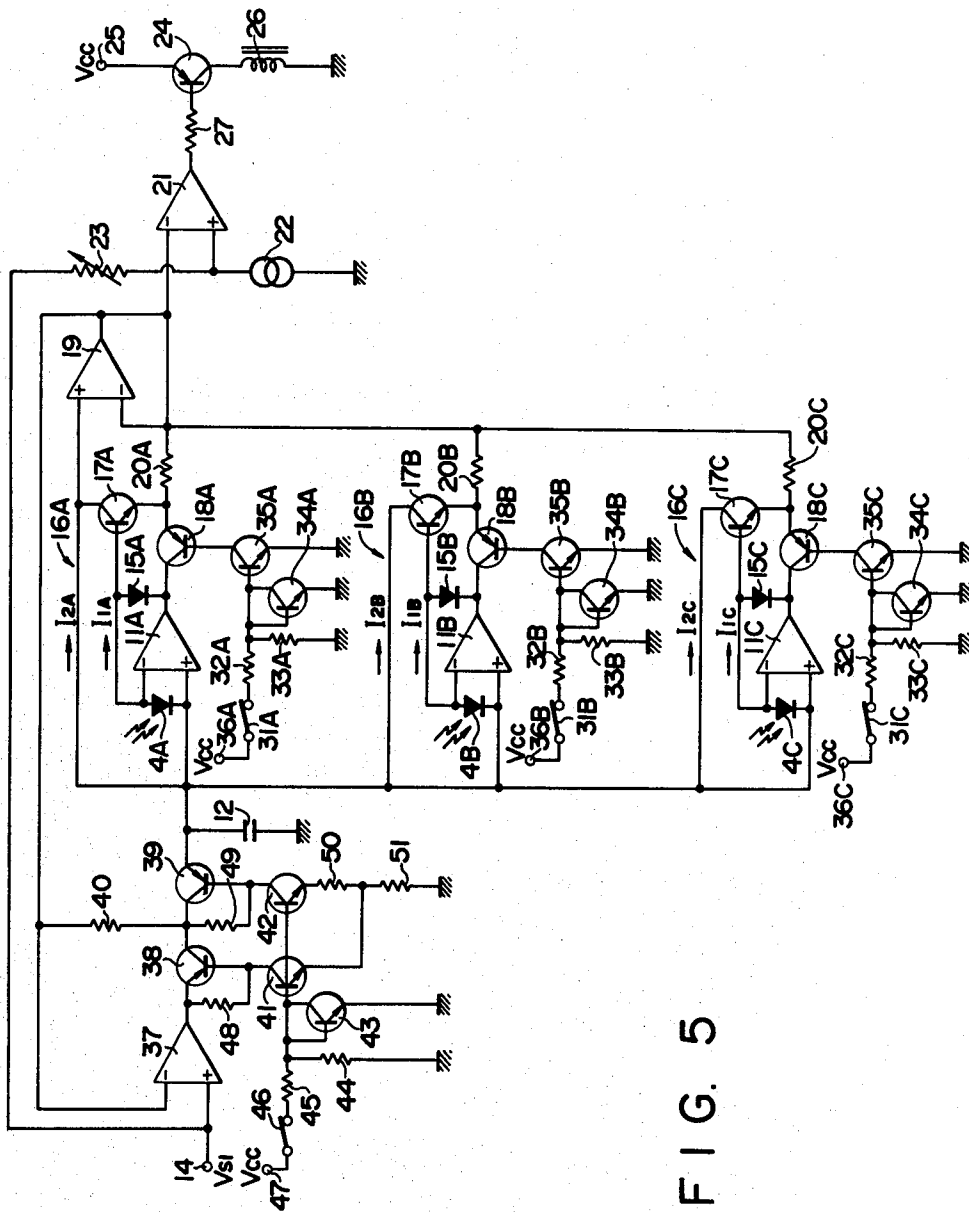 VCC
25
24
26
27
21
23
22
19
16A
17A
I2A
I1A
15A
11A
20A
18A
4A
35A
34A
32A
33A
36A
VCC
31A
16B
17B
I2B
I1B
15B
11B
20B
18B
4B
35B
34B
32B
33B
VCC
36B
31B
16C
17C
I2C
I1C
15C
11C
20C
18C
4C
35C
34C
32C
33C
VCC
36C
31C
12
39
40
49
42
50
51
38
48
41
43
37
44
45
46
VCC
47
14
VS1
- +
FIG. 5